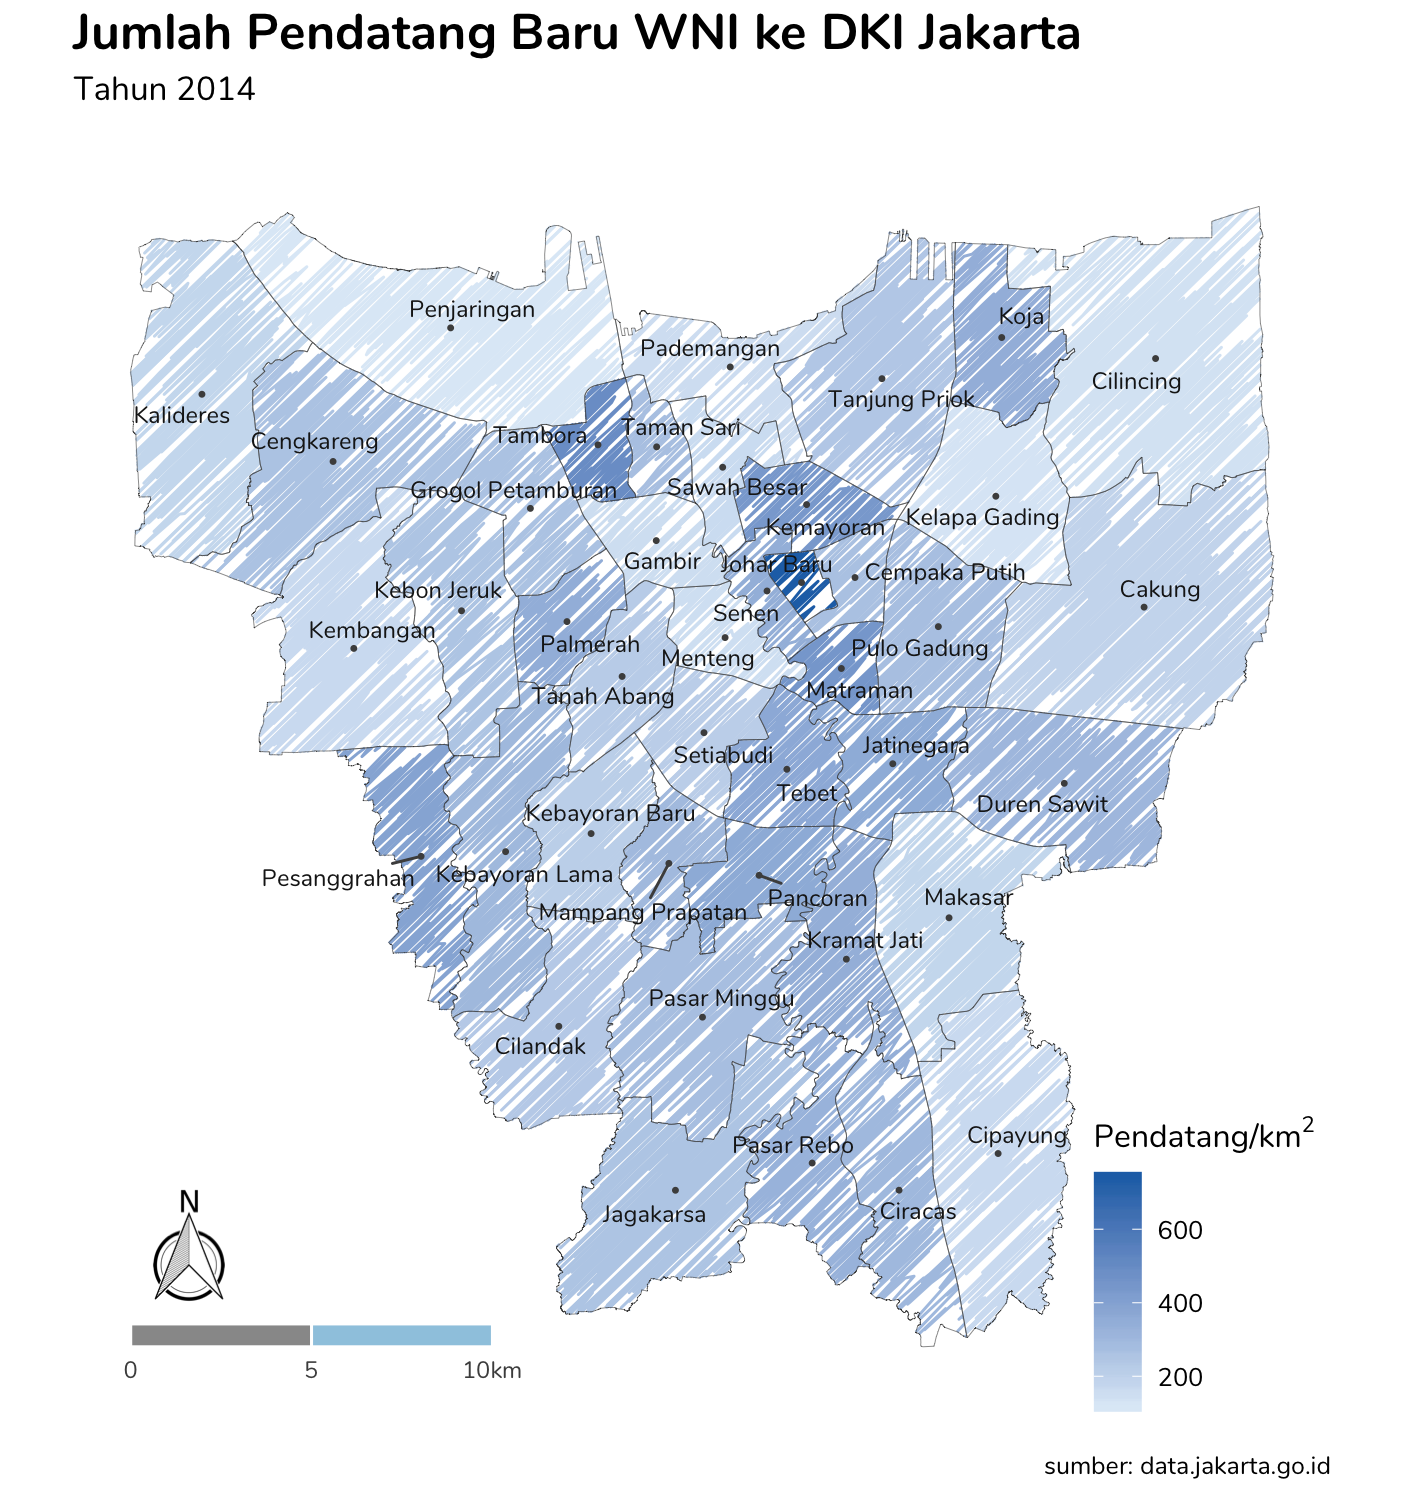 Jumlah Pendatang Baru WNI ke DKI Jakarta
Tahun 2014
Penjaringan
Koja
Pademangan
Cilincing
Tanjung Priok
Kalideres
Taman Sari
Tambora
Cengkareng
Sawah Besar
Grogol Petamburan
Kelapa Gading
Kemayoran
Gambir
Johar Baru
Cempaka Putih
Cakung
Kebon Jeruk
Senen
Kembangan
Palmerah
Pulo Gadung
Menteng
Matraman
Tanah Abang
Jatinegara
Setiabudi
Tebet
Duren Sawit
Kebayoran Baru
Kebayoran Lama
Pesanggrahan
Pancoran
Makasar
Mampang Prapatan
Kramat Jati
Pasar Minggu
Cilandak
Cipayung
Pasar Rebo
Ciracas
Jagakarsa
Pendatang/km²
600
400
200
N
0 5 10km
sumber: data.jakarta.go.id